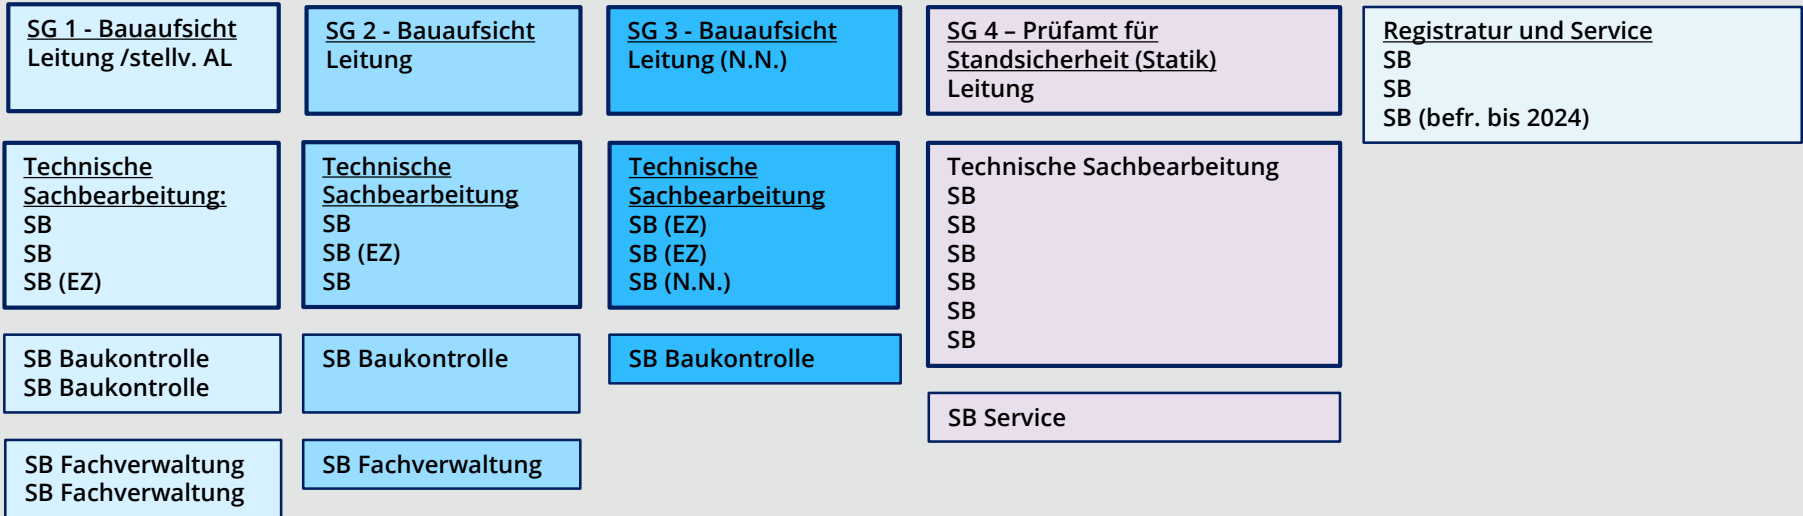 SG 1 - Bauaufsicht
Leitung /stellv. AL
Technische
Sachbearbeitung:
SB
SB
SB (EZ)
SB Baukontrolle
SB Baukontrolle
SB Fachverwaltung
SB Fachverwaltung
SG 2 - Bauaufsicht
Leitung
Technische
Sachbearbeitung
SB
SB (EZ)
SB
SB Baukontrolle
SB Fachverwaltung
SG 3 - Bauaufsicht
Leitung (N.N.)
Technische
Sachbearbeitung
SB (EZ)
SB (EZ)
SB (N.N.)
SB Baukontrolle
SG 4 – Prüfamt für
Standsicherheit (Statik)
Leitung
Technische Sachbearbeitung
SB
SB
SB
SB
SB
SB
SB Service
Registratur und Service
SB
SB
SB (befr. bis 2024)